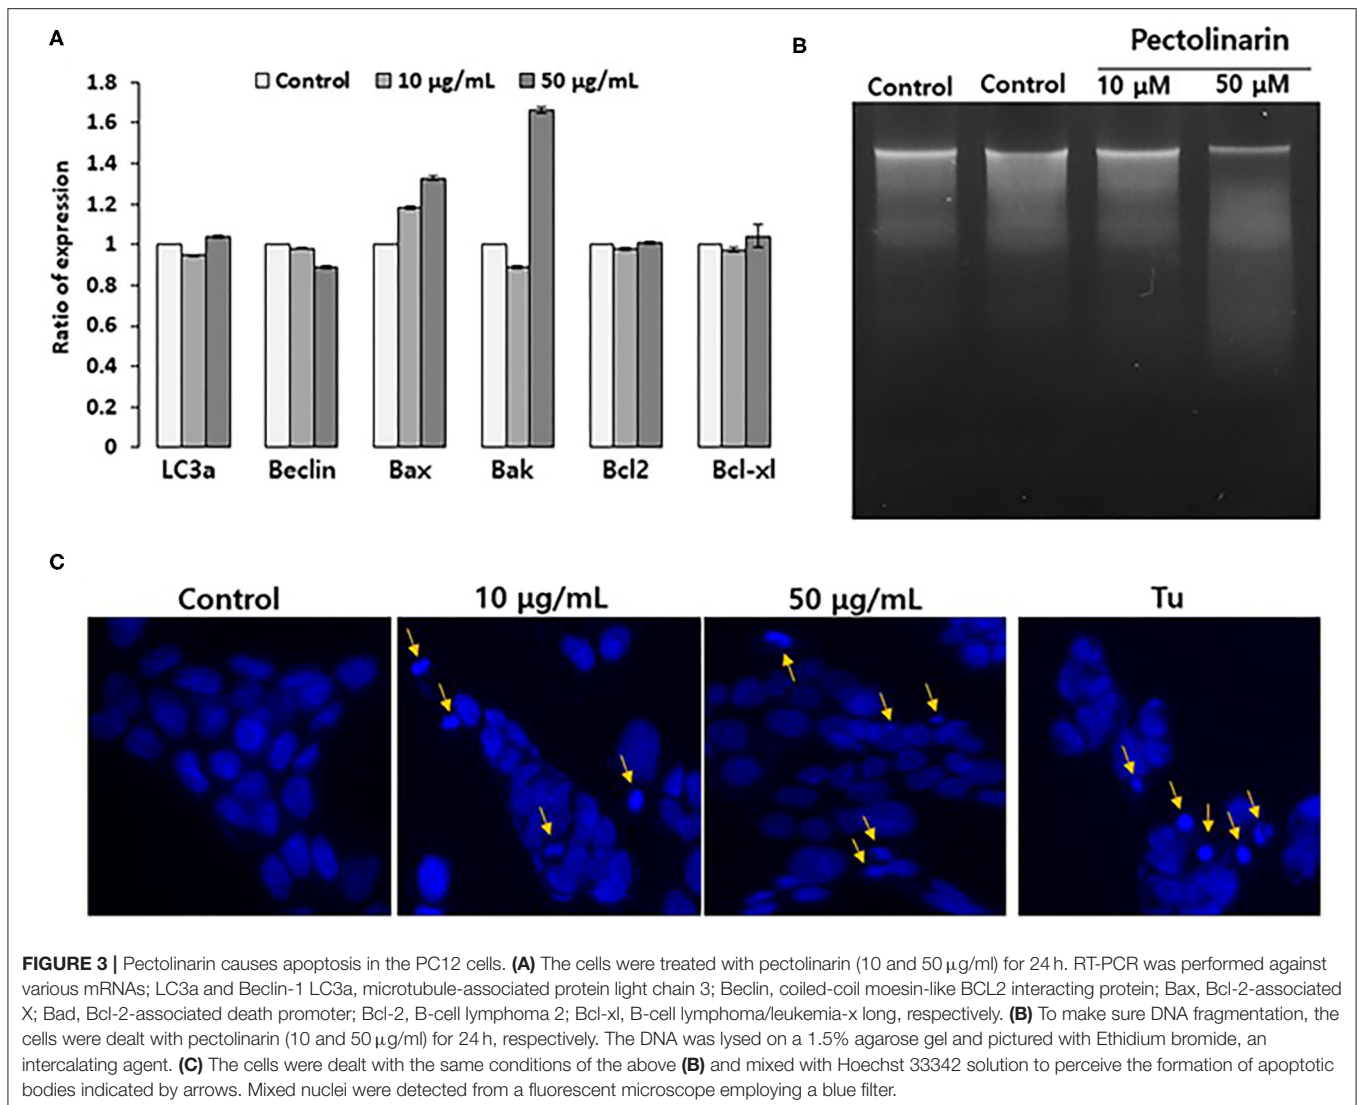 A
Control 10 μg/mL 50 μg/mL
1.8
1.6
1.4
1.2
1
0.8
0.6
0.4
0.2
0
Ratio of expression
LC3a Beclin Bax Bak Bcl2 Bcl-xl
B
Pectolinarin
Control Control 10 μM 50 μM
C
Control 10 μg/mL 50 μg/mL Tu
FIGURE 3 | Pectolinarin causes apoptosis in the PC12 cells. (A) The cells were treated with pectolinarin (10 and 50 μg/ml) for 24 h. RT-PCR was performed against
various mRNAs; LC3a and Beclin-1 LC3a, microtubule-associated protein light chain 3; Beclin, coiled-coil moesin-like BCL2 interacting protein; Bax, Bcl-2-associated
X; Bad, Bcl-2-associated death promoter; Bcl-2, B-cell lymphoma 2; Bcl-xl, B-cell lymphoma/leukemia-x long, respectively. (B) To make sure DNA fragmentation, the
cells were dealt with pectolinarin (10 and 50 μg/ml) for 24 h, respectively. The DNA was lysed on a 1.5% agarose gel and pictured with Ethidium bromide, an
intercalating agent. (C) The cells were dealt with the same conditions of the above (B) and mixed with Hoechst 33342 solution to perceive the formation of apoptotic
bodies indicated by arrows. Mixed nuclei were detected from a fluorescent microscope employing a blue filter.